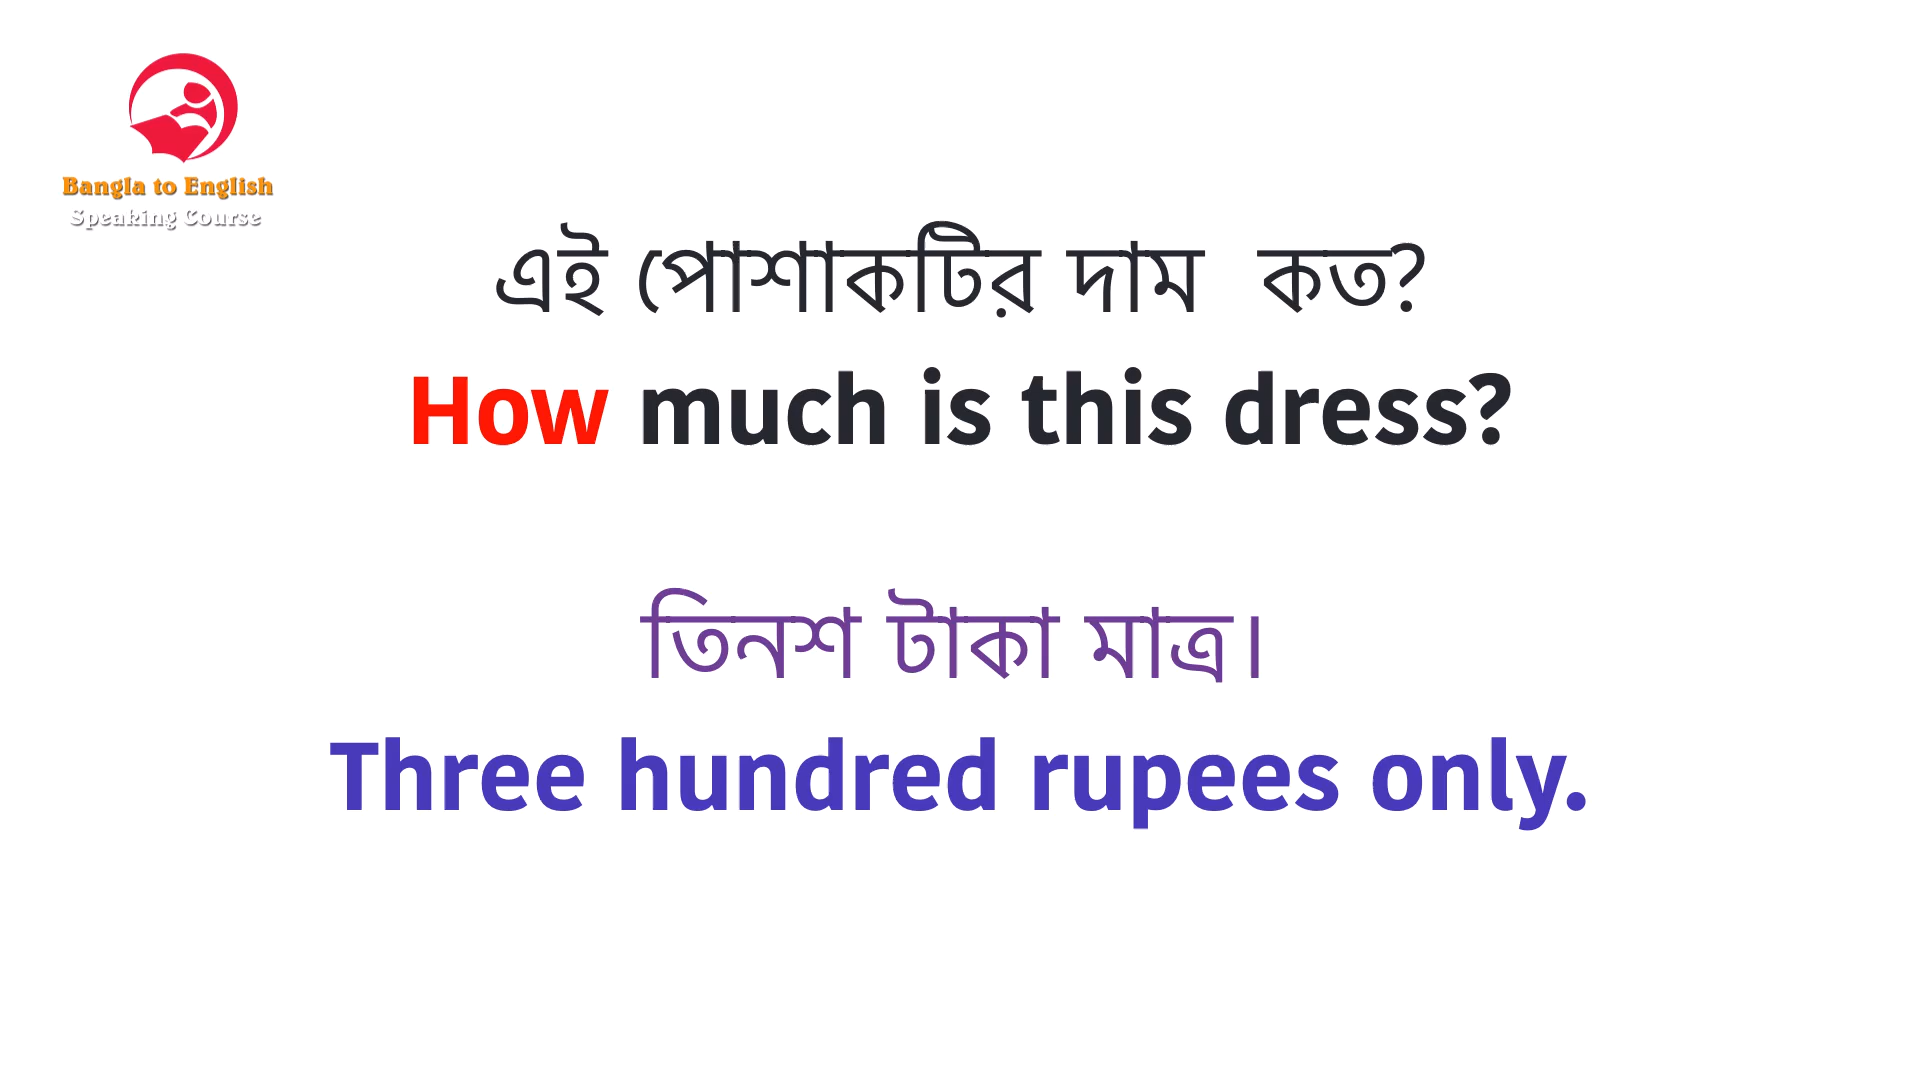 Bangla to English
Speaking Course
এই পোশাকটির দাম কত?
How much is this dress?
তিনশ টাকা মাত্র।
Three hundred rupees only.